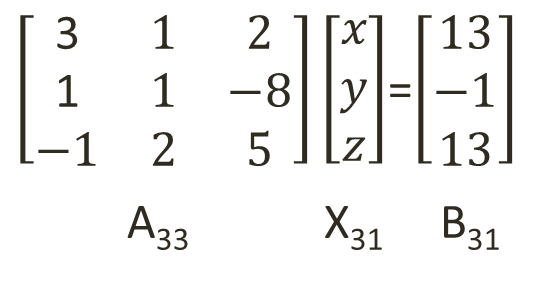 [3 1 2] [x] = [13]
[1 1 −8] [y] = [−1]
[−1 2 5] [z] = [13]
A₃₃ X₃₁ B₃₁